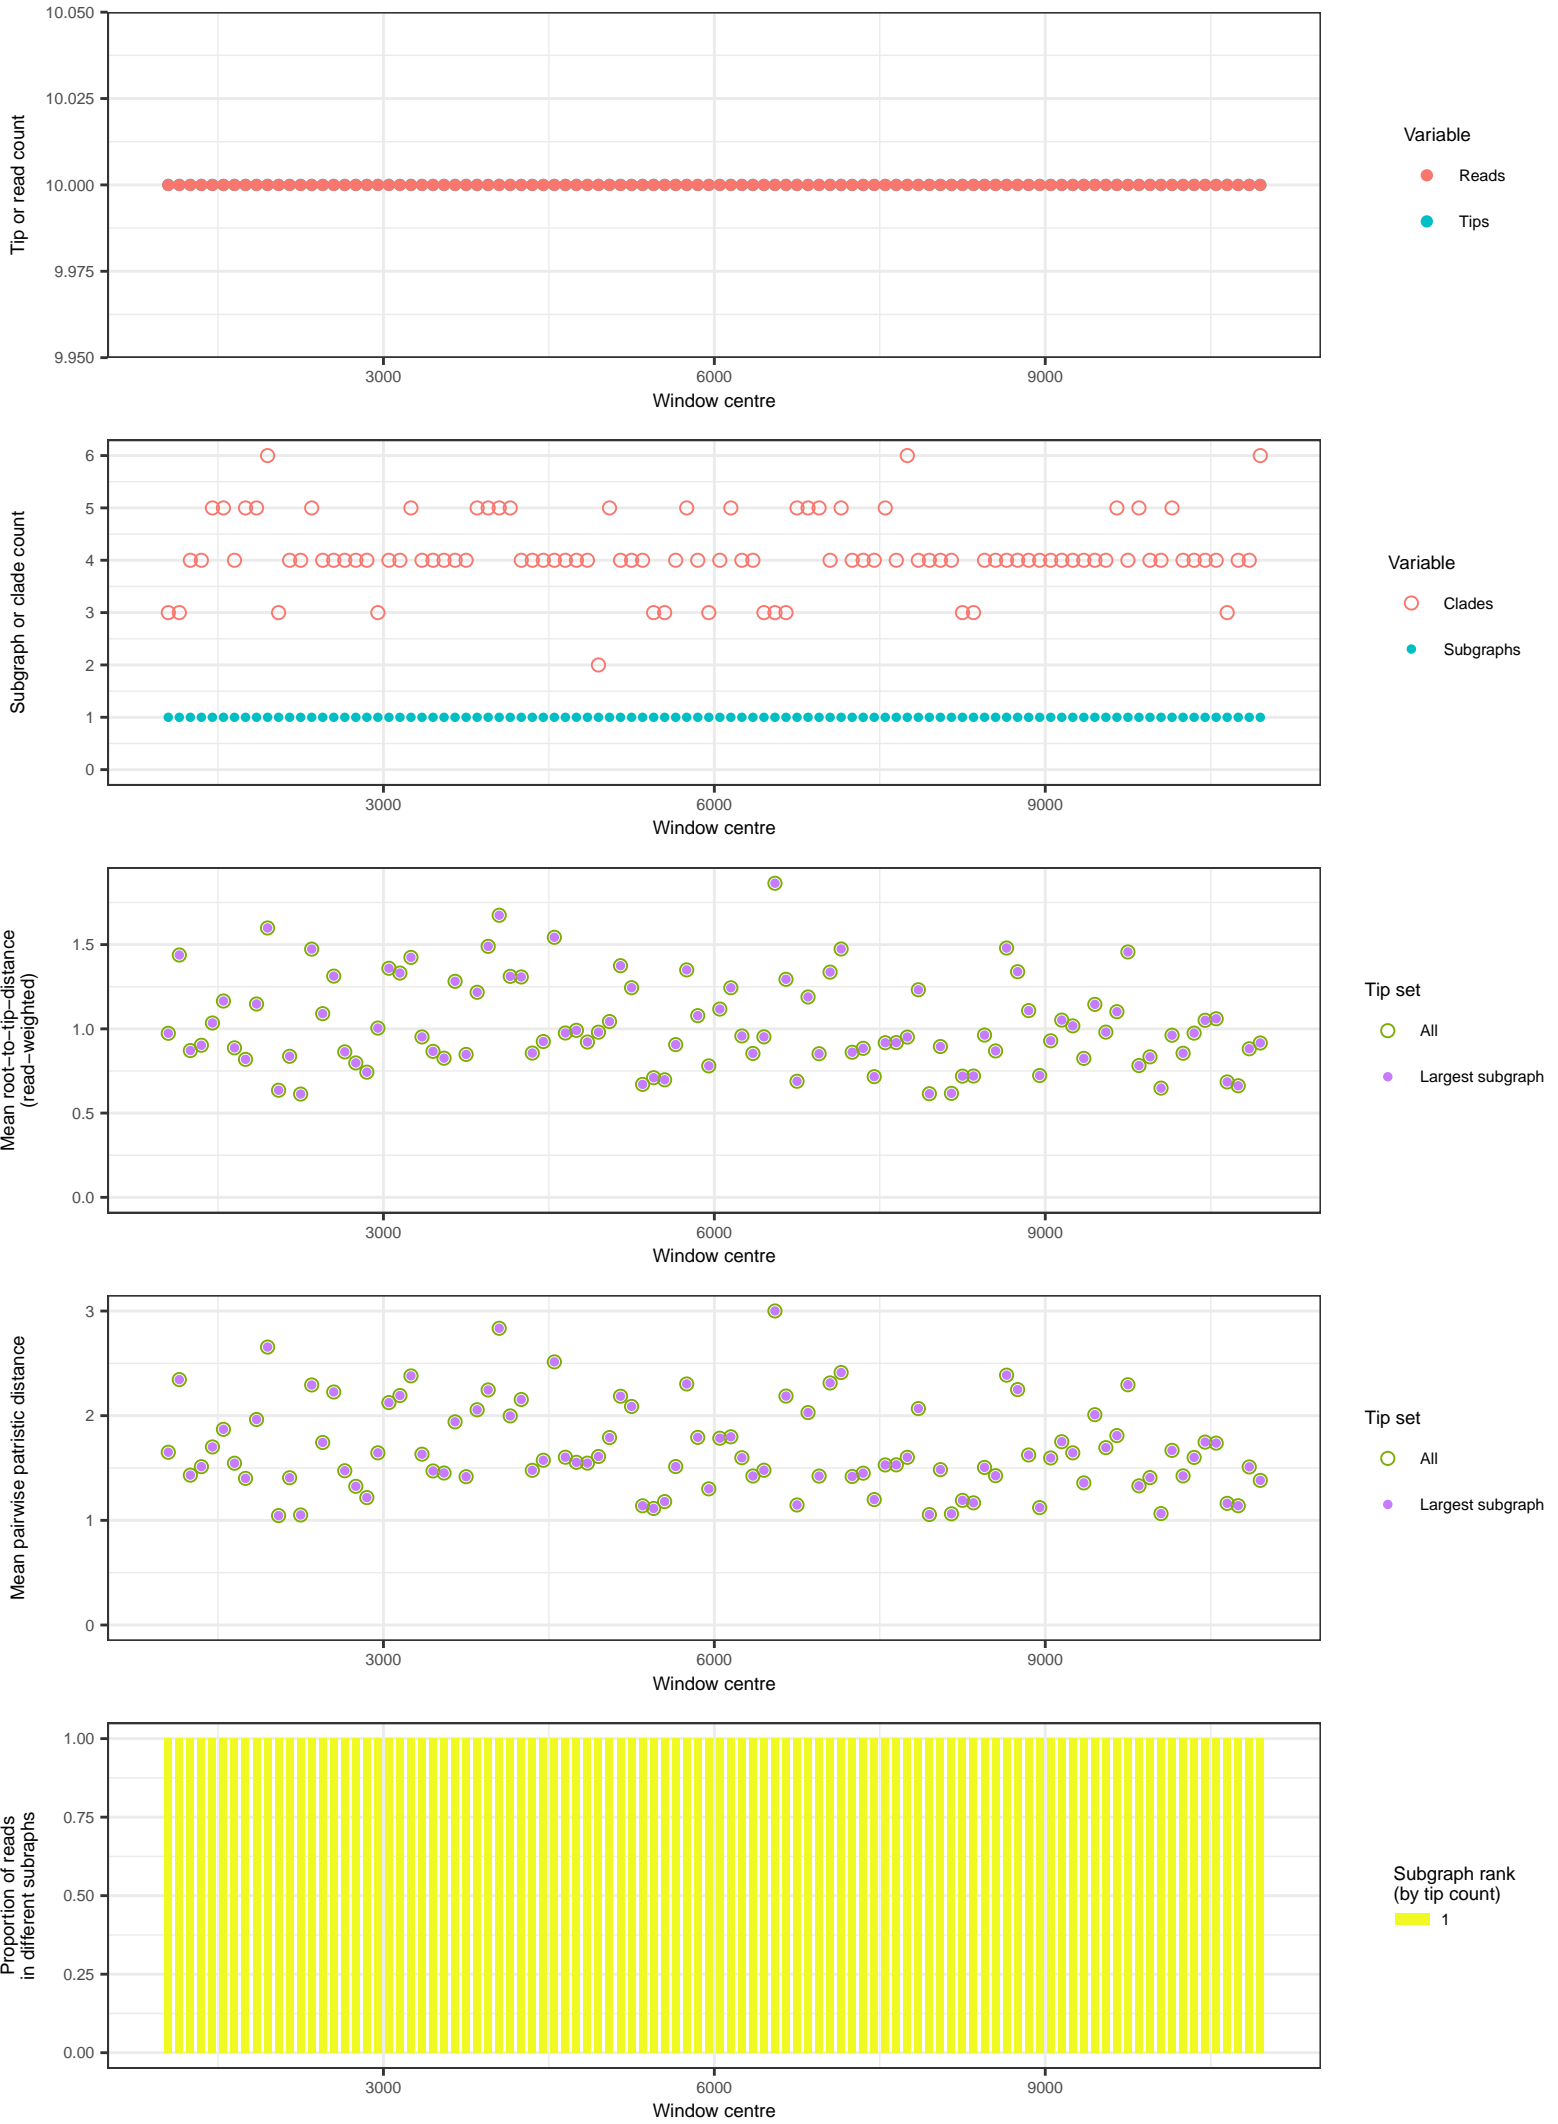 10.050
10.025
10.000
9.975
9.950
Tip or read count
3000 6000 9000
Window centre
Variable
Reads
Tips
6
5
4
3
2
1
0
Subgraph or clade count
3000 6000 9000
Window centre
Variable
Clades
Subgraphs
1.5
1.0
0.5
0.0
Mean root−to−tip−distance
(read−weighted)
3000 6000 9000
Window centre
Tip set
All
Largest subgraph
3
2
1
0
Mean pairwise patristic distance
3000 6000 9000
Window centre
Tip set
All
Largest subgraph
1.00
0.75
0.50
0.25
0.00
Proportion of reads
in different subraphs
3000 6000 9000
Window centre
Subgraph rank
(by tip count)
1